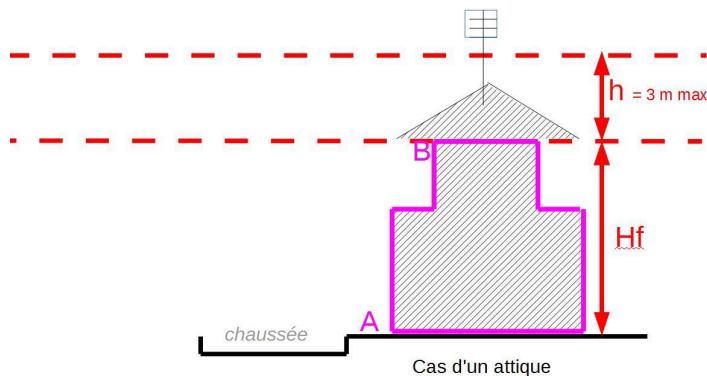 h = 3 m max
B
Hf
A
chaussée
Cas d'un attique